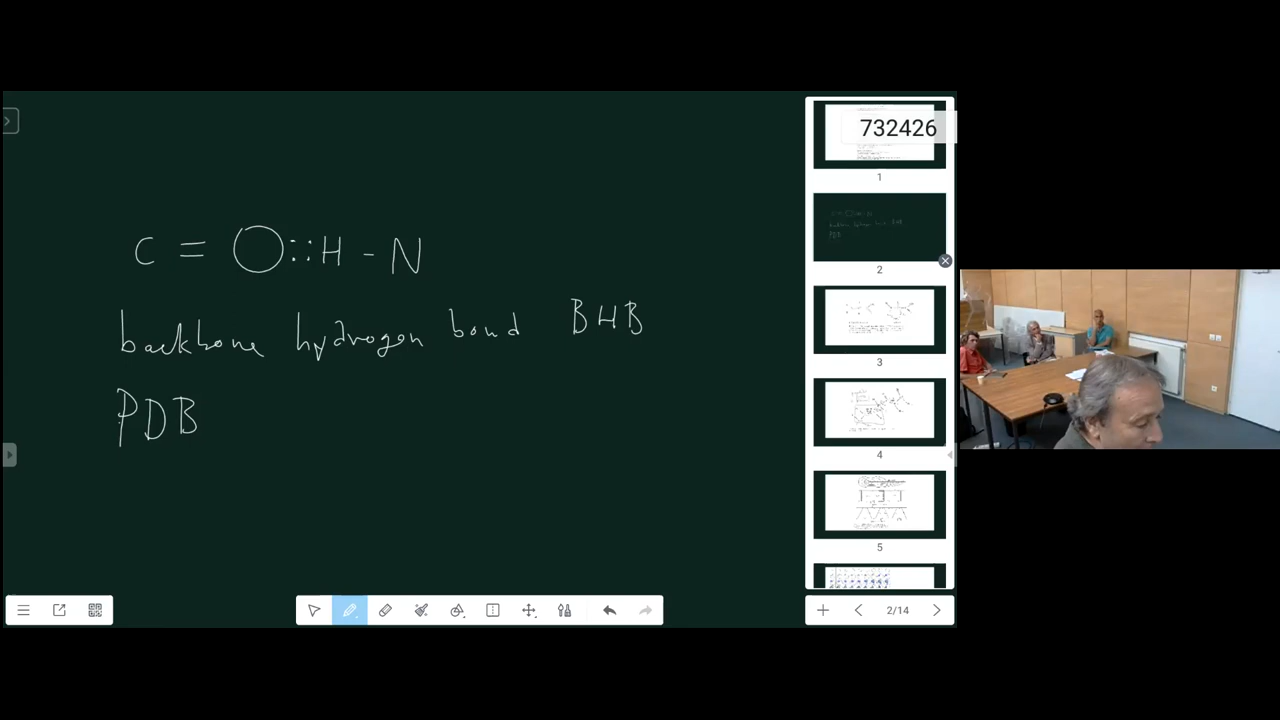 C = O :: H - N
backbone hydrogen bond BHB
PDB
732426
1
2
3
4
5
2/14